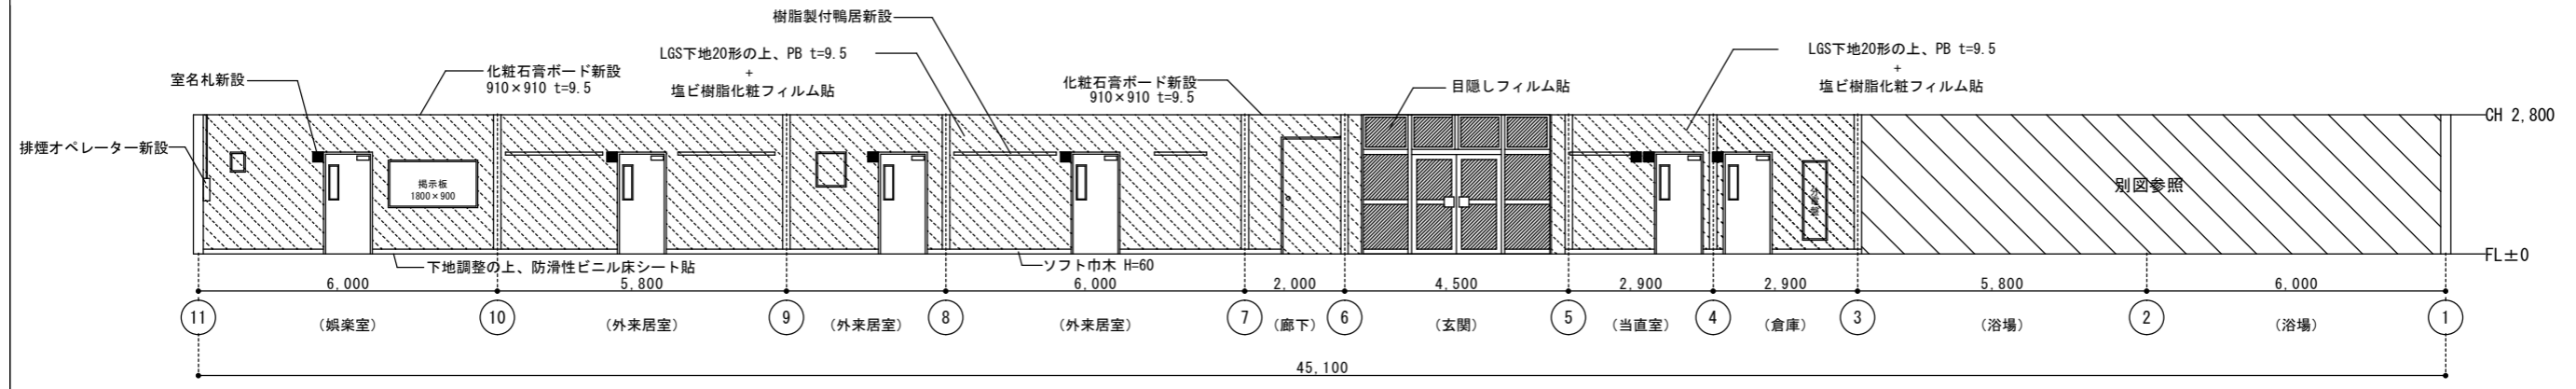 樹脂製付鴨居新設
LGS下地20形の上、PB t=9.5
+
塩ビ樹脂化粧フィルム貼
LGS下地20形の上、PB t=9.5
+
塩ビ樹脂化粧フィルム貼
室名札新設
化粧石膏ボード新設
910×910 t=9.5
化粧石膏ボード新設
910×910 t=9.5
目隠しフィルム貼
CH 2,800
排煙オペレーター新設
掲示板
1800×900
別図参照
下地調整の上、防滑性ビニル床シート貼
ソフト巾木 H=60
FL±0
6,000
5,800
6,000
2,000
4,500
2,900
2,900
5,800
6,000
11
10
9
8
7
6
5
4
3
2
1
(娯楽室)
(外来居室)
(外来居室)
(外来居室)
(廊下)
(玄関)
(当直室)
(倉庫)
(浴場)
(浴場)
45,100